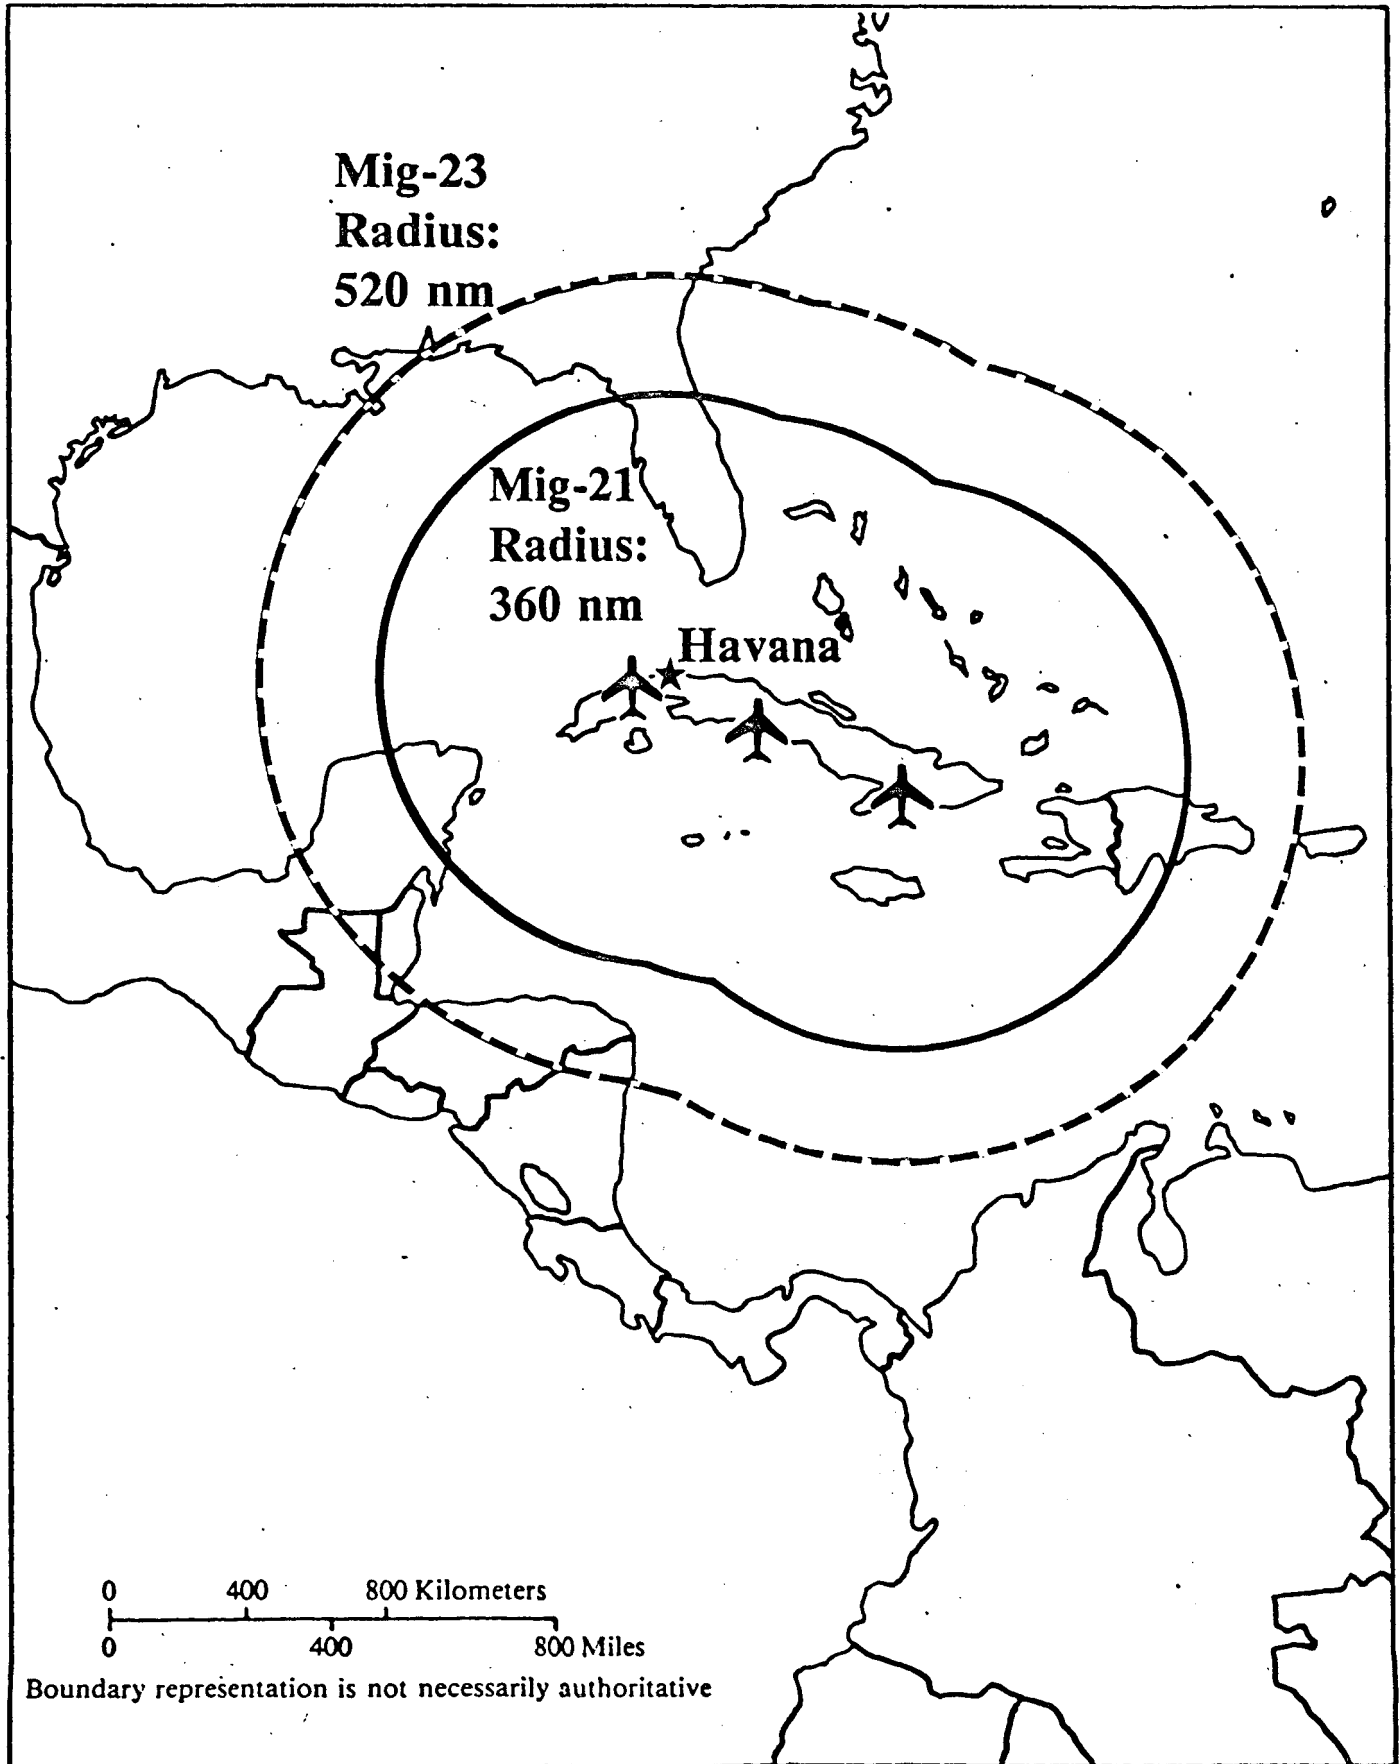 Mig-23
Radius:
520 nm
Mig-21
Radius:
360 nm
Havana
0 400 800 Kilometers
0 400 800 Miles
Boundary representation is not necessarily authoritative